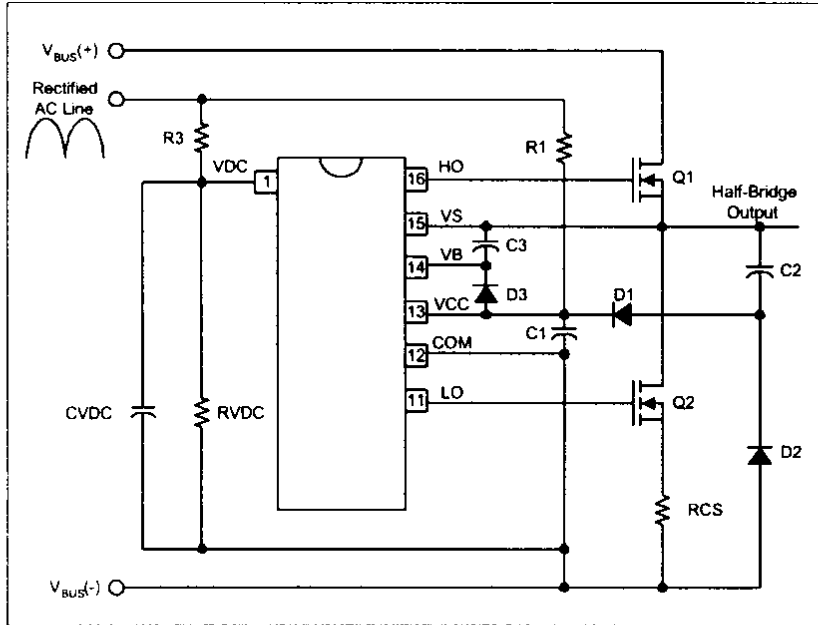 VBUS(+)
Rectified
AC Line
R3
R1
VDC
1
16
HO
Q1
Half-Bridge
Output
15
VS
C3
C2
14
VB
D3
D1
13
VCC
C1
12
COM
11
LO
Q2
CVDC
RVDC
D2
RCS
VBUS(-)